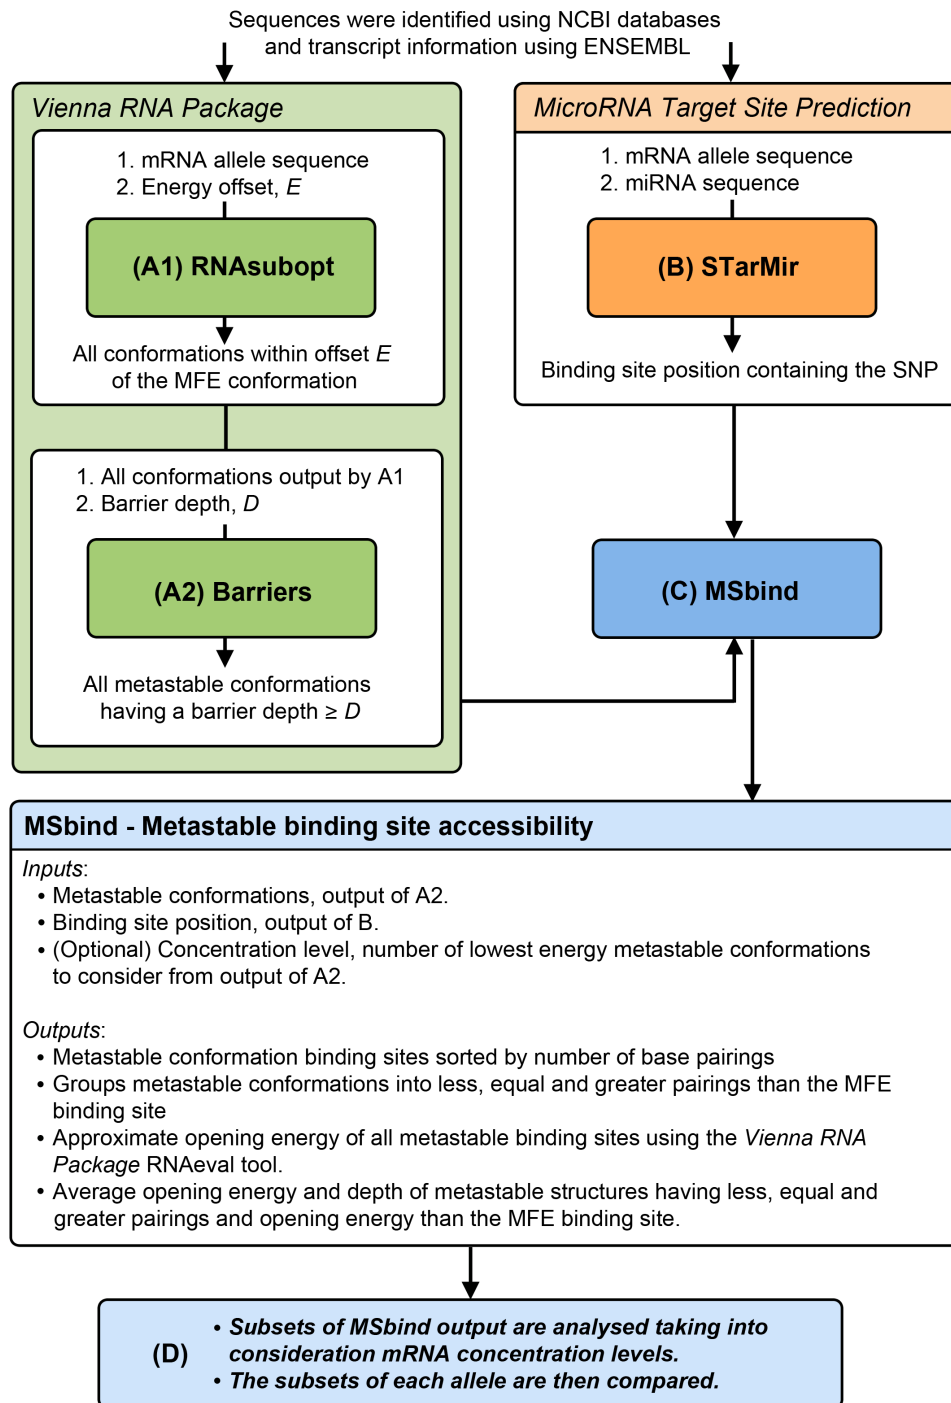 Sequences were identified using NCBI databases
and transcript information using ENSEMBL
Vienna RNA Package
1. mRNA allele sequence
2. Energy offset, E
(A1) RNAsubopt
All conformations within offset E
of the MFE conformation
1. All conformations output by A1
2. Barrier depth, D
(A2) Barriers
All metastable conformations
having a barrier depth ≥ D
MicroRNA Target Site Prediction
1. mRNA allele sequence
2. miRNA sequence
(B) STarMir
Binding site position containing the SNP
(C) MSbind
MSbind - Metastable binding site accessibility
Inputs:
• Metastable conformations, output of A2.
• Binding site position, output of B.
• (Optional) Concentration level, number of lowest energy metastable conformations
to consider from output of A2.
Outputs:
• Metastable conformation binding sites sorted by number of base pairings
• Groups metastable conformations into less, equal and greater pairings than the MFE
binding site
• Approximate opening energy of all metastable binding sites using the Vienna RNA
Package RNAeval tool.
• Average opening energy and depth of metastable structures having less, equal and
greater pairings and opening energy than the MFE binding site.
(D)
• Subsets of MSbind output are analysed taking into
consideration mRNA concentration levels.
• The subsets of each allele are then compared.